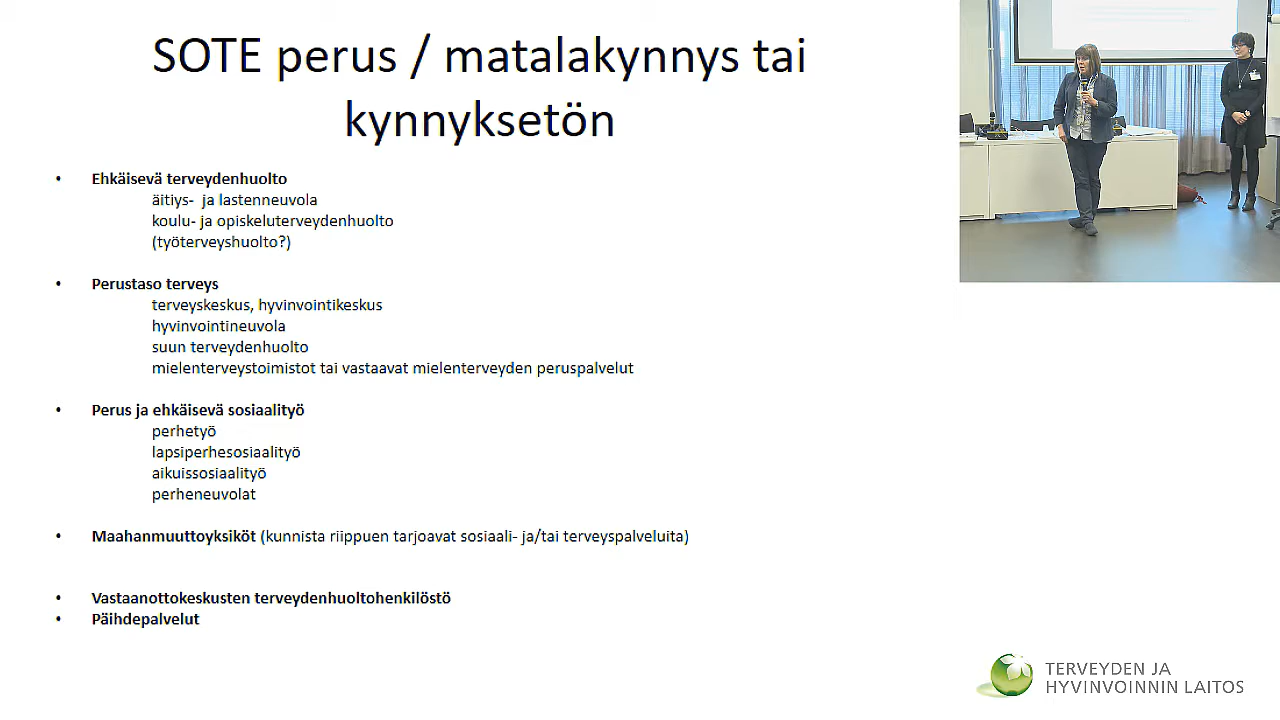 SOTE perus / matalakynnys tai
kynnyksetön
• Ehkäisevä terveydenhuolto
äitiys- ja lastenneuvola
koulu- ja opiskeluterveydenhuolto
(työterveyshuolto?)
• Perustaso terveys
terveyskeskus, hyvinvointikeskus
hyvinvointineuvola
suun terveydenhuolto
mielenterveystoimistot tai vastaavat mielenterveyden peruspalvelut
• Perus ja ehkäisevä sosiaalityö
perhetyö
lapsiperhesosiaalityö
aikuissosiaalityö
perheneuvolat
• Maahanmuuttoyksiköt (kunnista riippuen tarjoavat sosiaali- ja/tai terveyspalveluita)
• Vastaanottokeskusten terveydenhuoltohenkilöstö
• Päihdepalvelut
TERVEYDEN JA
HYVINVOINNIN LAITOS